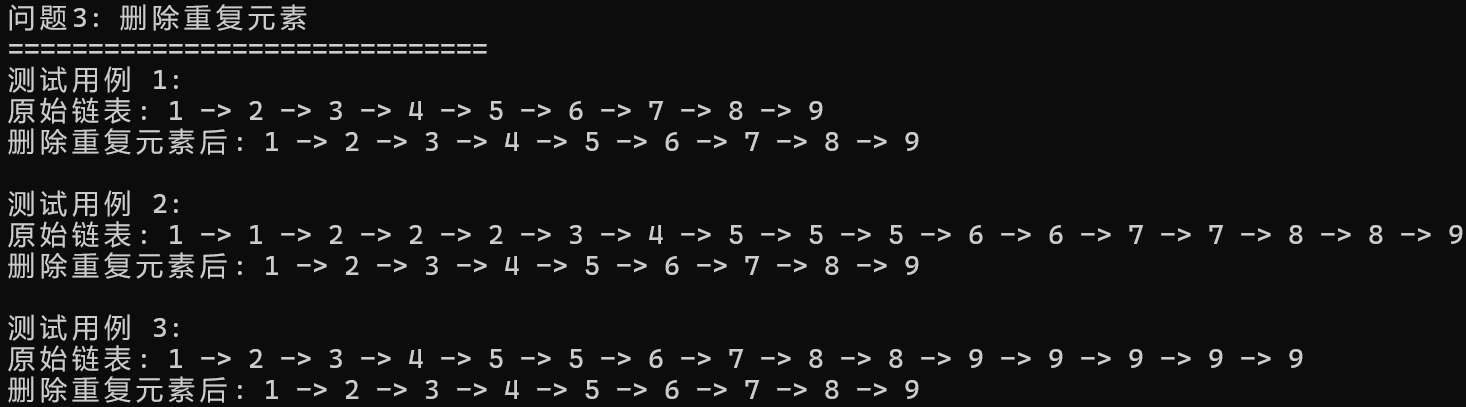 问题3: 删除重复元素
==============================
测试用例 1:
原始链表: 1 -> 2 -> 3 -> 4 -> 5 -> 6 -> 7 -> 8 -> 9
删除重复元素后: 1 -> 2 -> 3 -> 4 -> 5 -> 6 -> 7 -> 8 -> 9
测试用例 2:
原始链表: 1 -> 1 -> 2 -> 2 -> 2 -> 3 -> 4 -> 5 -> 5 -> 5 -> 6 -> 6 -> 7 -> 7 -> 8 -> 8 -> 9
删除重复元素后: 1 -> 2 -> 3 -> 4 -> 5 -> 6 -> 7 -> 8 -> 9
测试用例 3:
原始链表: 1 -> 2 -> 3 -> 4 -> 5 -> 5 -> 6 -> 7 -> 8 -> 8 -> 9 -> 9 -> 9 -> 9 -> 9
删除重复元素后: 1 -> 2 -> 3 -> 4 -> 5 -> 6 -> 7 -> 8 -> 9